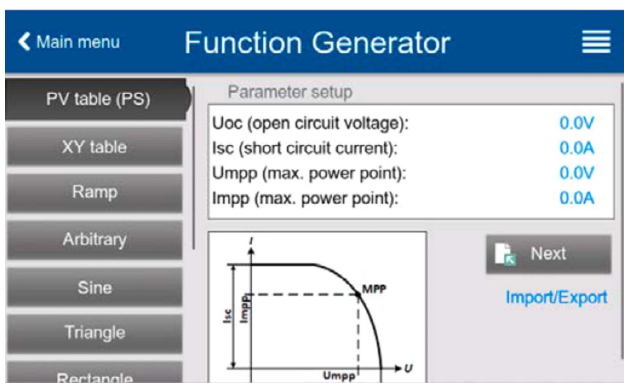 Main menu
Function Generator
PV table (PS)
XY table
Ramp
Arbitrary
Sine
Triangle
Rectangle
Parameter setup
Uoc (open circuit voltage): 0.0V
Isc (short circuit current): 0.0A
Umpp (max. power point): 0.0V
Impp (max. power point): 0.0A
I
Isc
Impp
MPP
Umpp
U
Next
Import/Export